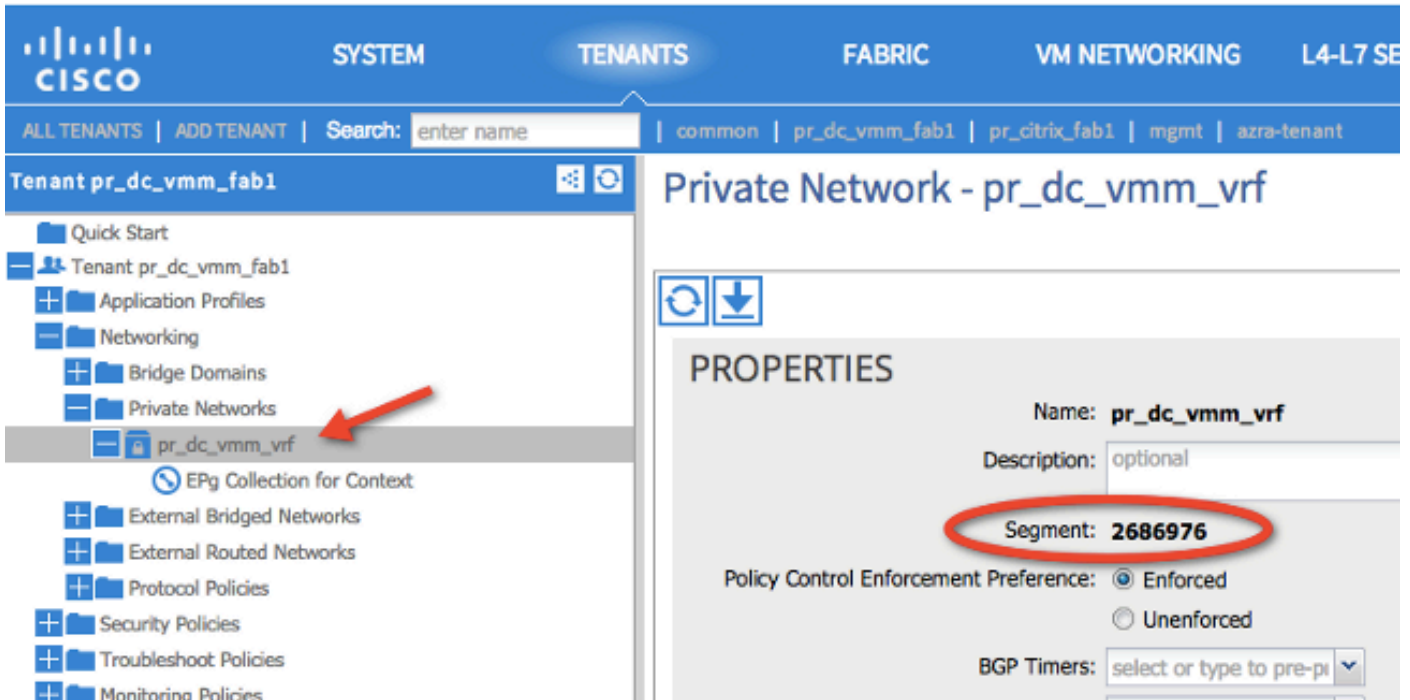 CISCO
SYSTEM TENANTS FABRIC VM NETWORKING L4-L7 SE
ALL TENANTS | ADD TENANT | Search: enter name | common | pr_dc_vmm_fab1 | pr_citrix_fab1 | mgmt | azra-tenant
Tenant pr_dc_vmm_fab1
Quick Start
Tenant pr_dc_vmm_fab1
Application Profiles
Networking
Bridge Domains
Private Networks
pr_dc_vmm_vrf
EPg Collection for Context
External Bridged Networks
External Routed Networks
Protocol Policies
Security Policies
Troubleshoot Policies
Monitoring Policies
Private Network - pr_dc_vmm_vrf
PROPERTIES
Name: pr_dc_vmm_vrf
Description: optional
Segment: 2686976
Policy Control Enforcement Preference: Enforced
Unenforced
BGP Timers: select or type to pre-p